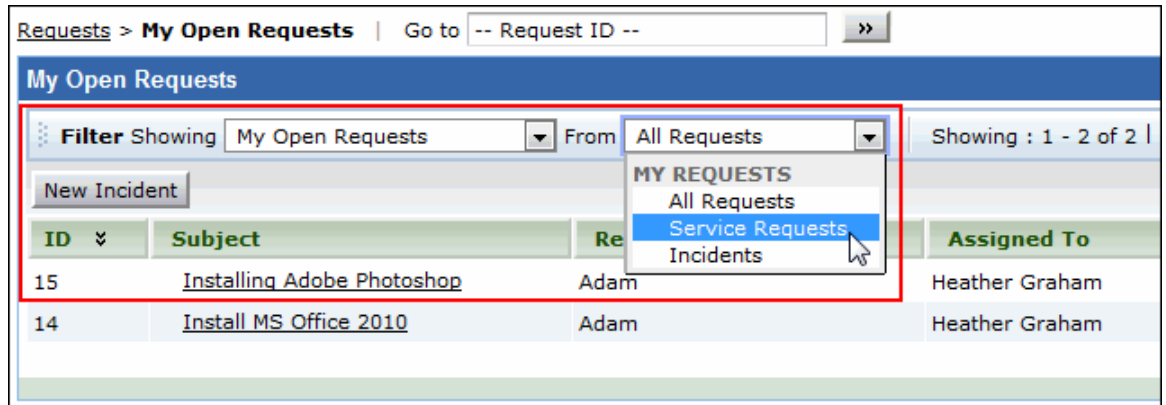 Requests > My Open Requests | Go to -- Request ID -- »
My Open Requests
Filter Showing My Open Requests From All Requests Showing : 1 - 2 of 2 |
MY REQUESTS
New Incident
All Requests
ID Subject Re Service Requests Assigned To
Incidents
15 Installing Adobe Photoshop Adam Heather Graham
14 Install MS Office 2010 Adam Heather Graham